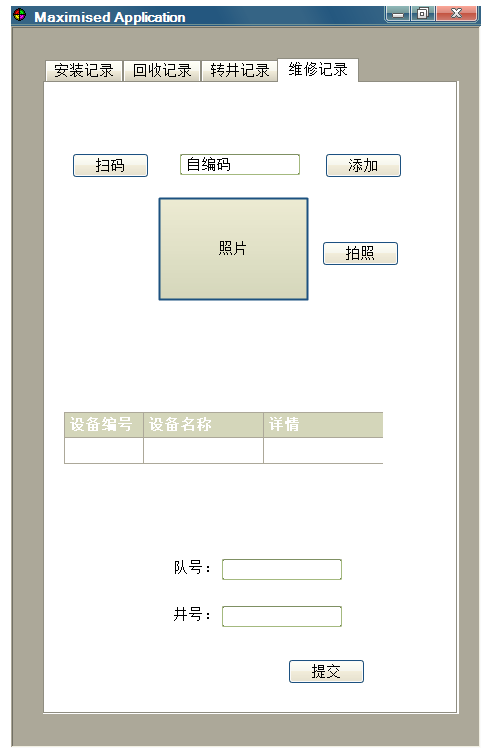 Maximised Application
安装记录 回收记录 转井记录 维修记录
扫码 自编码 添加
照片
拍照
设备编号 设备名称 详情
队号：
井号：
提交